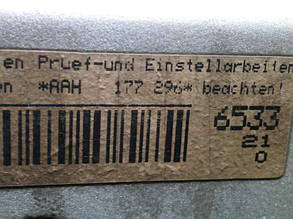 en Pruef-und Einstellarbeiten
en *AAH 177 296* beachten!
6533
21
0